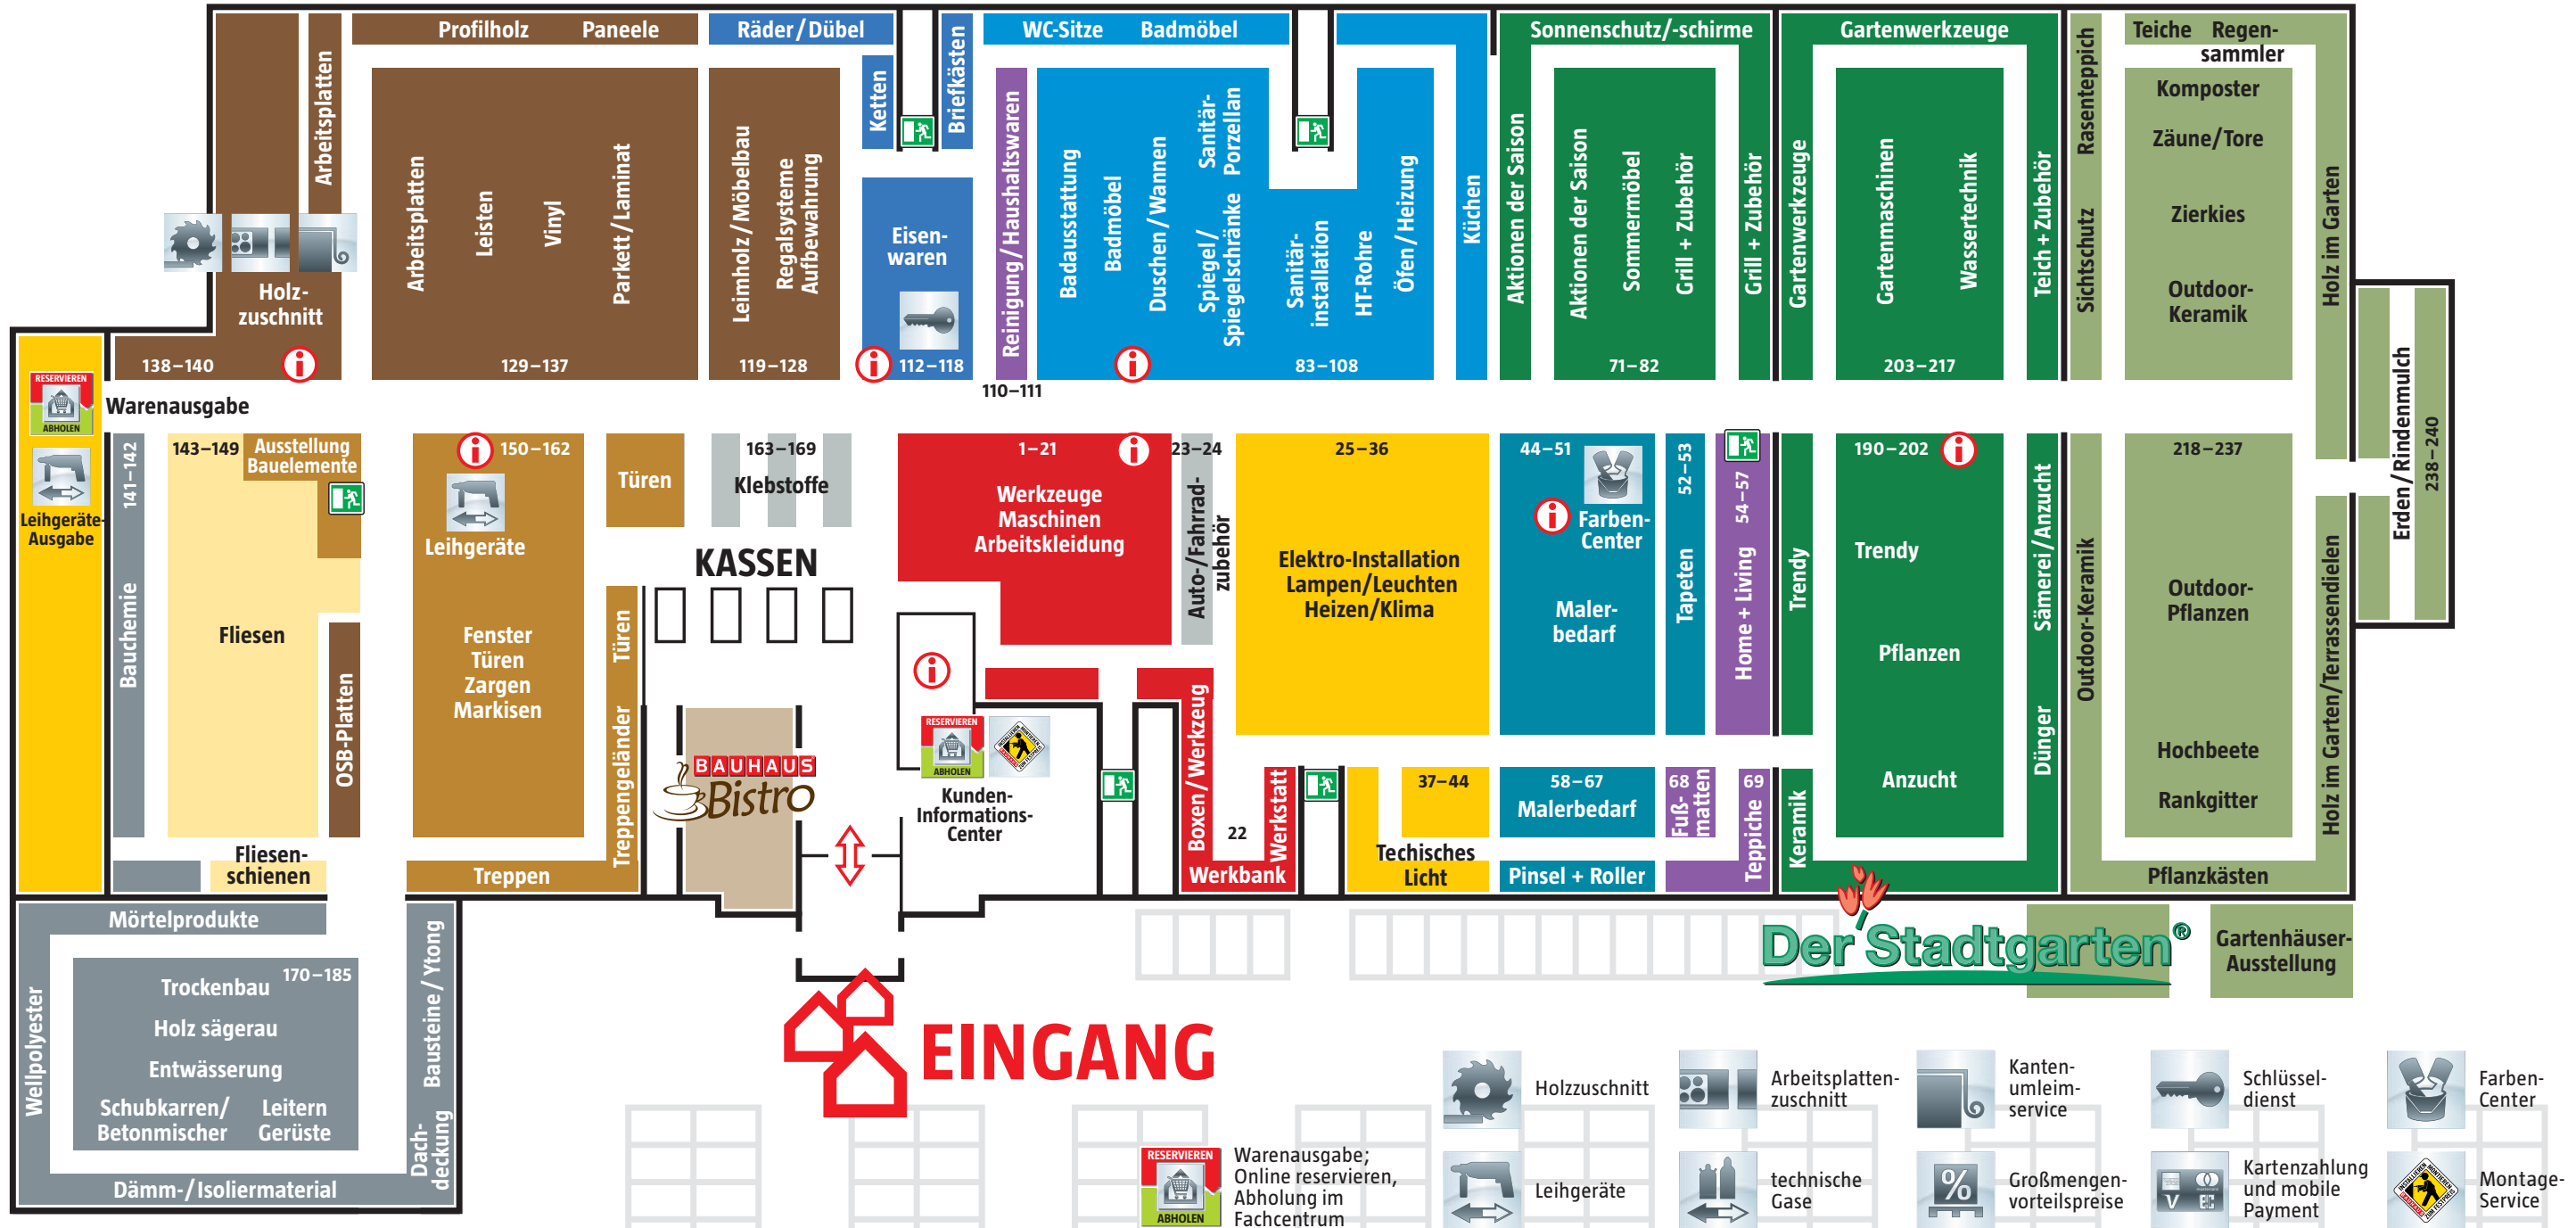 Profilholz Paneele
Räder/Dübel
WC-Sitze Badmöbel
Sonnenschutz/-schirme
Gartenwerkzeuge
Teiche Regen-
sammler
Arbeitsplatten
Ketten
Briefkästen
Rasenteppich
Sichtschutz
Komposter
Zäune/Tore
Zierkies
Outdoor-
Keramik
Holz im Garten
Holz-
zuschnitt
138–140
Arbeitsplatten
Leisten
Vinyl
Parkett/Laminat
129–137
Leimholz/Möbelbau
Regalsysteme
Aufbewahrung
119–128
Eisen-
waren
112–118
Reinigung/Haushaltswaren
110–111
Badausstattung
Badmöbel
Duschen/Wannen
Sanitär-
Porzellan
Spiegel/
Spiegelschränke
Sanitär-
installation
HT-Rohre
Öfen/Heizung
83–108
Küchen
Aktionen der Saison
Aktionen der Saison
Sommermöbel
Grill + Zubehör
71–82
Grill + Zubehör
Gartenwerkzeuge
Gartenmaschinen
Wassertechnik
203–217
Teich + Zubehör
Erden/Rindenmulch
238–240
RESERVIEREN
ABHOLEN
Warenausgabe
Leihgeräte-
Ausgabe
141–142
Bauchemie
143–149
Ausstellung
Bauelemente
Fliesen
OSB-Platten
Fliesen-
schienen
150–162
Leihgeräte
Fenster
Türen
Zargen
Markisen
Türen
Türen
Treppengeländer
Treppen
163–169
Klebstoffe
KASSEN
BAUHAUS
Bistro
1–21
Werkzeuge
Maschinen
Arbeitskleidung
RESERVIEREN
ABHOLEN
Kunden-
Informations-
Center
23–24
Auto-/Fahrrad-
zubehör
Boxen/Werkzeug
22
Werkstatt
Werkbank
25–36
Elektro-Installation
Lampen/Leuchten
Heizen/Klima
37–44
Techisches
Licht
44–51
Farben-
Center
Maler-
bedarf
52–53
Tapeten
54–57
Home + Living
58–67
Malerbedarf
Pinsel + Roller
68
Fuß-
matten
69
Teppiche
Trendy
Keramik
190–202
Trendy
Pflanzen
Anzucht
Sämerei/Anzucht
Dünger
Outdoor-Keramik
218–237
Outdoor-
Pflanzen
Hochbeete
Rankgitter
Holz im Garten/Terrassendielen
Pflanzkästen
Mörtelprodukte
Wellpolyester
170–185
Trockenbau
Holz sägerau
Entwässerung
Schubkarren/
Betonmischer
Leitern
Gerüste
Bausteine/Ytong
Dach-
deckung
Dämm-/Isoliermaterial
EINGANG
Der Stadtgarten®
Gartenhäuser-
Ausstellung
Holzzuschnitt
Arbeitsplatten-
zuschnitt
Kanten-
umleim-
service
Schlüssel-
dienst
Farben-
Center
RESERVIEREN
ABHOLEN
Warenausgabe;
Online reservieren,
Abholung im
Fachcentrum
Leihgeräte
technische
Gase
%
Großmengen-
vorteilspreise
V
EC
Kartenzahlung
und mobile
Payment
Montage-
Service